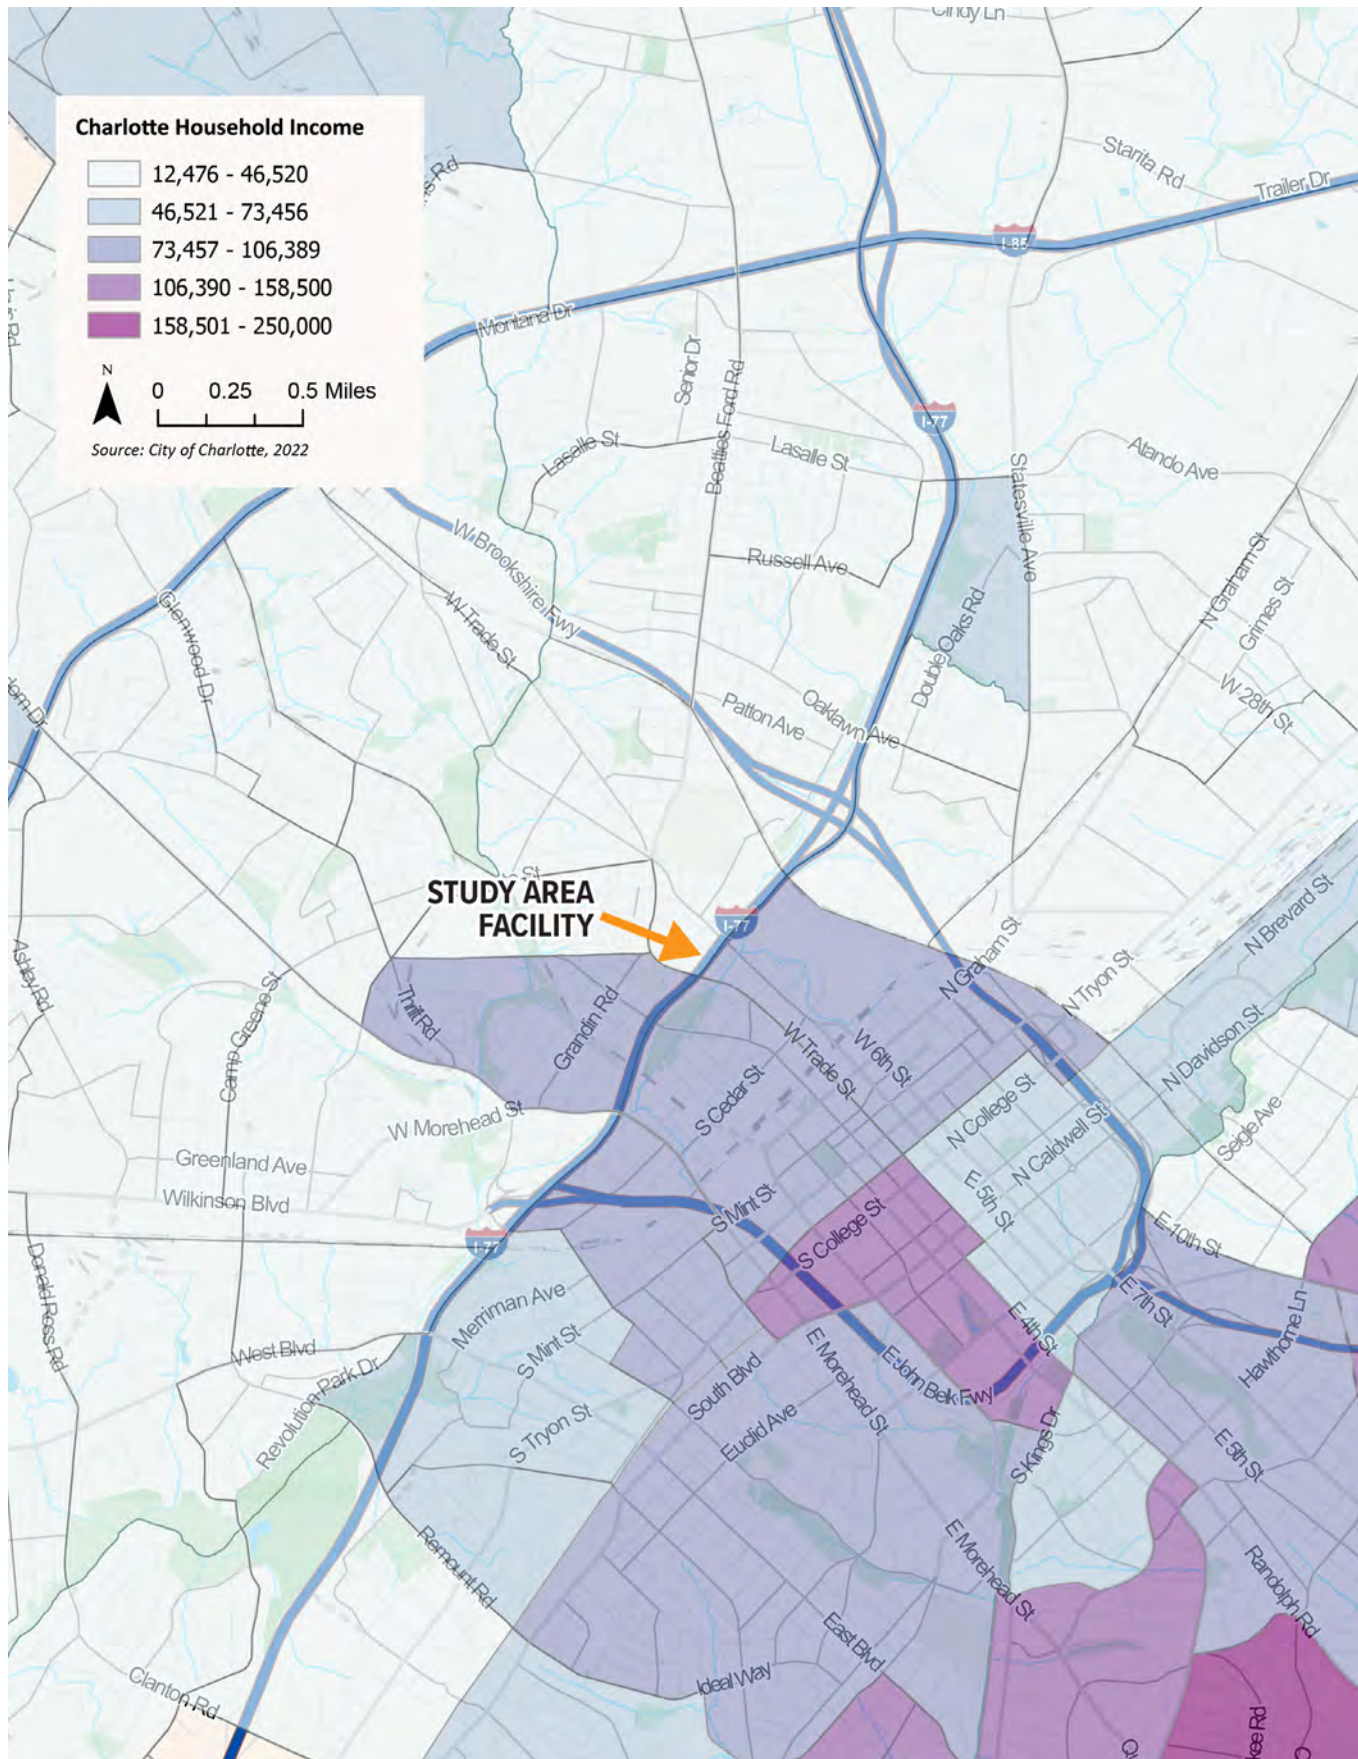 Cindy Ln
Charlotte Household Income
12,476 - 46,520
46,521 - 73,456
73,457 - 106,389
106,390 - 158,500
158,501 - 250,000
N
0 0.25 0.5 Miles
Source: City of Charlotte, 2022
Starita Rd
Trailer Dr
I-85
Montana Dr
Senior Dr
Beatties Ford Rd
I-77
Lasalle St
Lasalle St
Atando Ave
Statesville Ave
W Brookshire Fwy
Russell Ave
N Graham St
Grimes St
Glenwood Dr
W Trade St
Double Oaks Rd
W 28th St
Patton Ave
Oaklawn Ave
STUDY AREA
FACILITY
I-77
N Brevard St
N Graham St
N Tryon St
Ashley Rd
Camp Greene St
Thrift Rd
Grandin Rd
W Trade St
W 6th St
N Davidson St
S Cedar St
N College St
N Caldwell St
Seigle Ave
W Morehead St
Greenland Ave
Wilkinson Blvd
E 5th St
S Mint St
S College St
E 10th St
I-77
Donald Ross Rd
Merriman Ave
E 7th St
E 4th St
Hawthorne Ln
West Blvd
S Mint St
Revolution Park Dr
South Blvd
E Morehead St
E John Belk Fwy
S Tryon St
Euclid Ave
S Kings Dr
E 5th St
Remount Rd
E Morehead St
Randolph Rd
East Blvd
Ideal Way
Clanton Rd